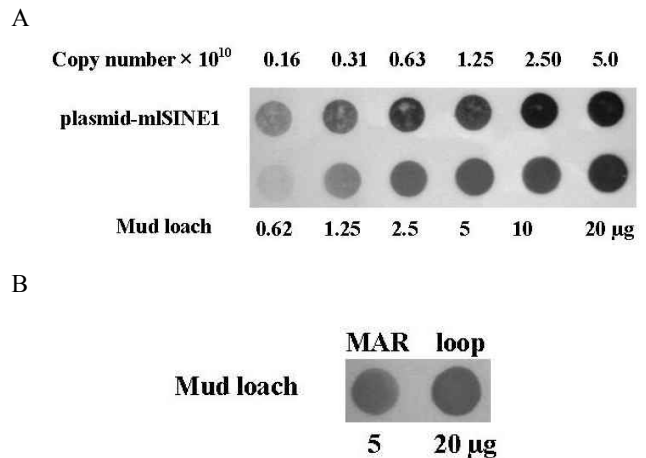 A
Copy number × 10¹⁰ 0.16 0.31 0.63 1.25 2.50 5.0
plasmid-mlSINE1
Mud loach 0.62 1.25 2.5 5 10 20 µg
B
MAR loop
Mud loach
5 20 µg